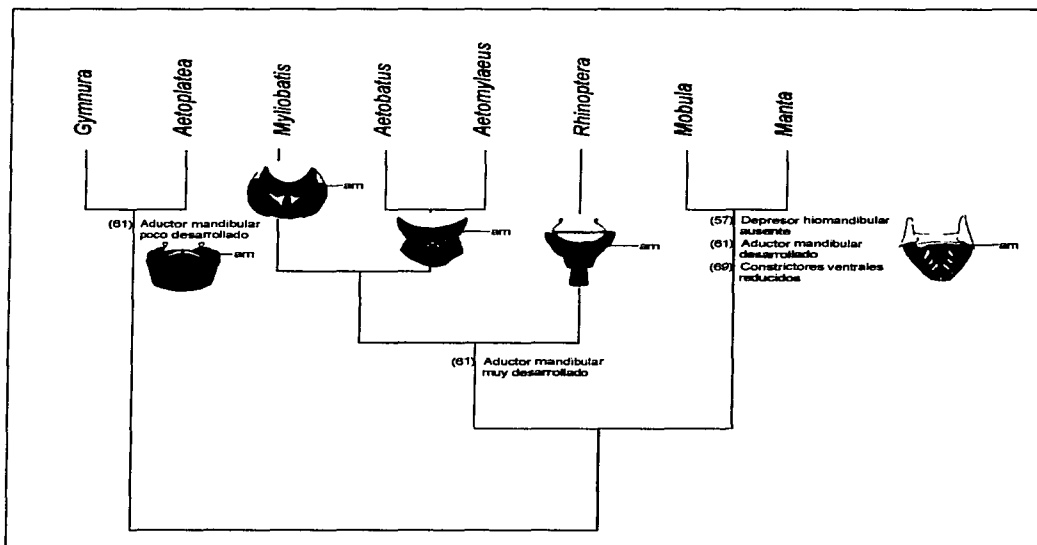 Gymnura
Aetoplatea
Myliobatis
Aetobatus
Aetomylaeus
Rhinoptera
Mobula
Manta
am
(61) Aductor mandibular
poco desarrollado
am
am
am
(57) Depresor hiomandibular
ausente
(61) Aductor mandibular
desarrollado
(69) Constrictores ventrales
reducidos
am
(61) Aductor mandibular
muy desarrollado